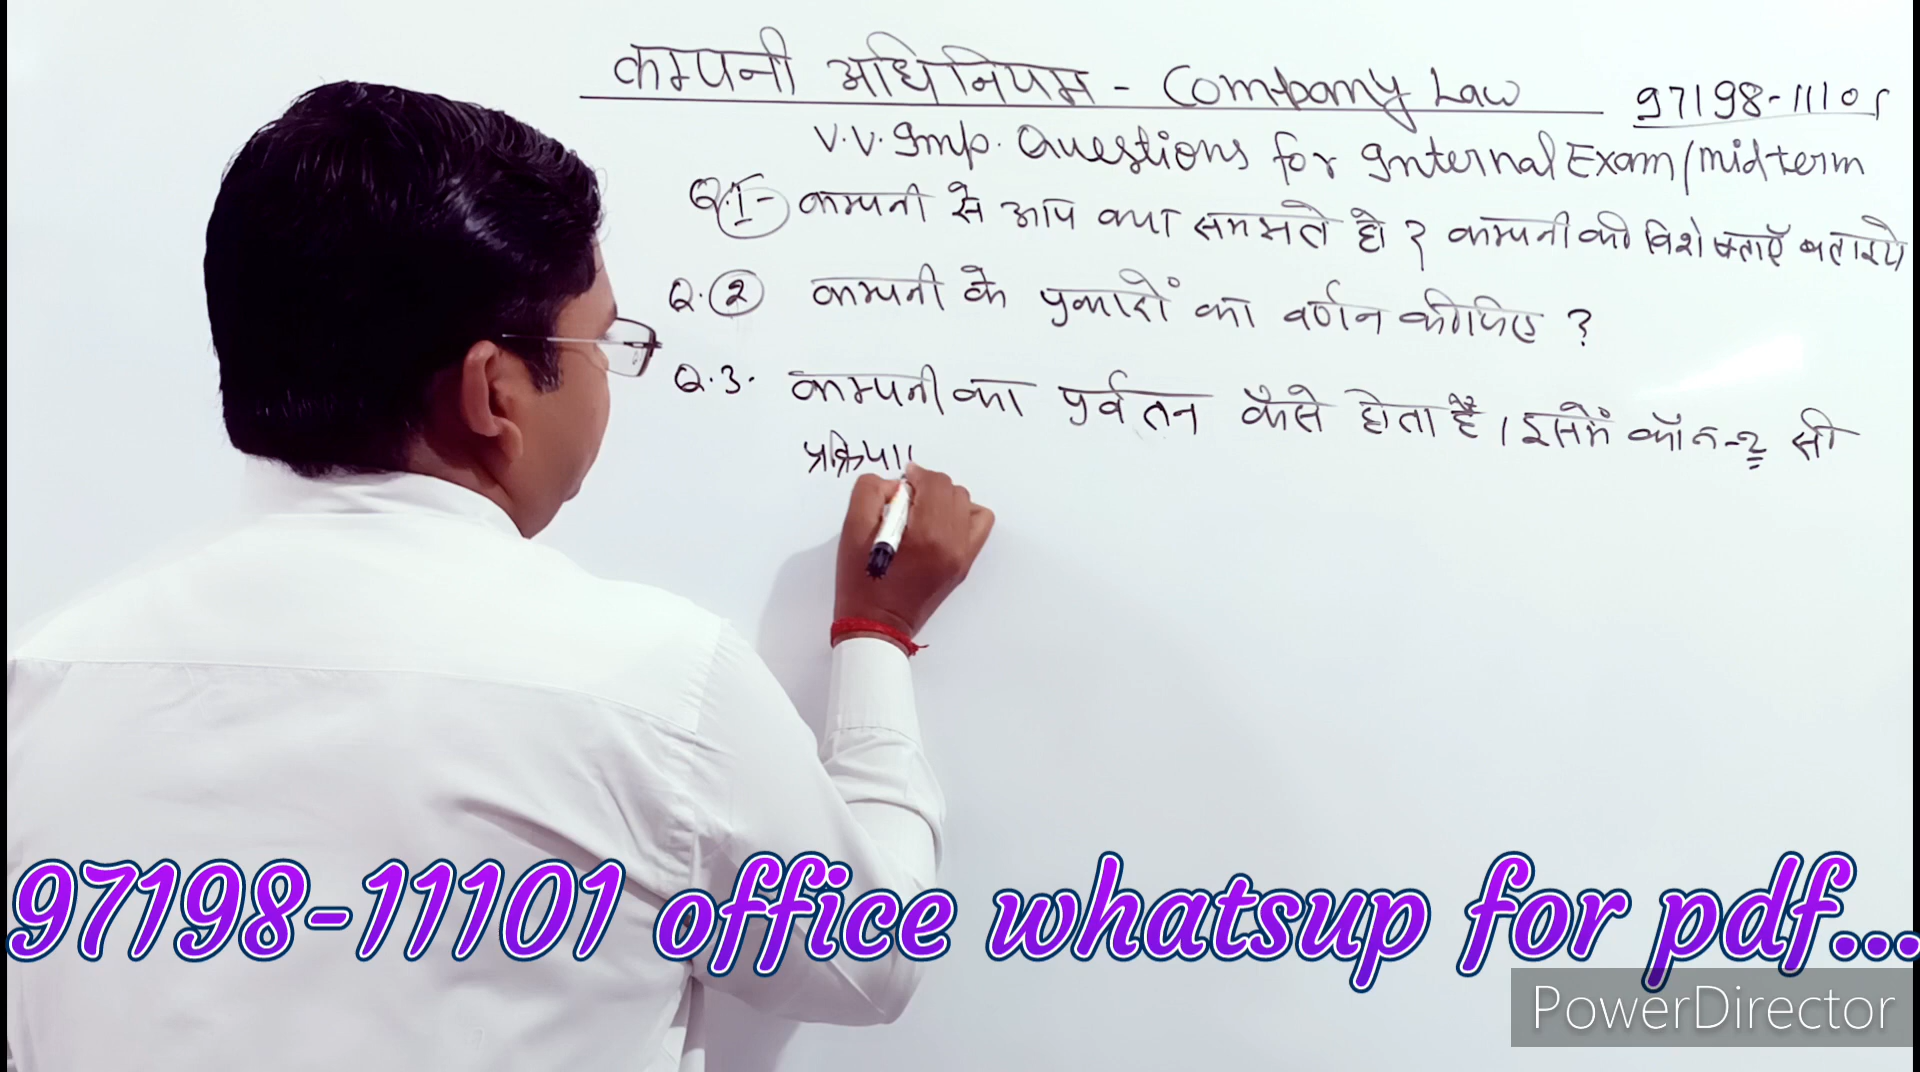 कम्पनी अधिनियम - Company Law
97198-11101
V.V. Imp. Questions for Internal Exam/midterm
Q.1- कम्पनी से आप क्या समझते हो ? कम्पनी की विशेषताएँ बताइये
Q.2 कम्पनी के प्रकारों का वर्णन कीजिए ?
Q.3. कम्पनी का प्रर्वतन कैसे होता है । इसमें कौन-2 सी
प्रक्रिया
97198-11101 office whatsup for pdf...
PowerDirector